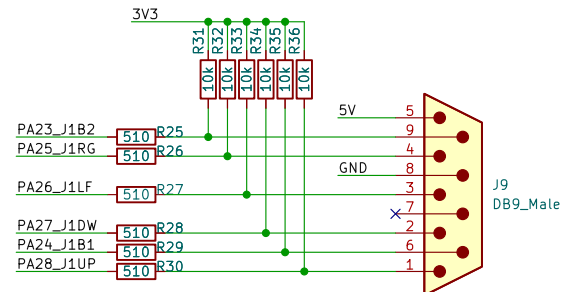 3V3
R31 R32 R33 R34 R35 R36
10k 10k 10k 10k 10k 10k
5V 5
PA23_J1B2 510 R25 9
PA25_J1RG 510 R26 4
GND 8
PA26_J1LF 510 R27 3
J9
DB9_Male
7
PA27_J1DW 510 R28 2
PA24_J1B1 510 R29 6
PA28_J1UP 510 R30 1